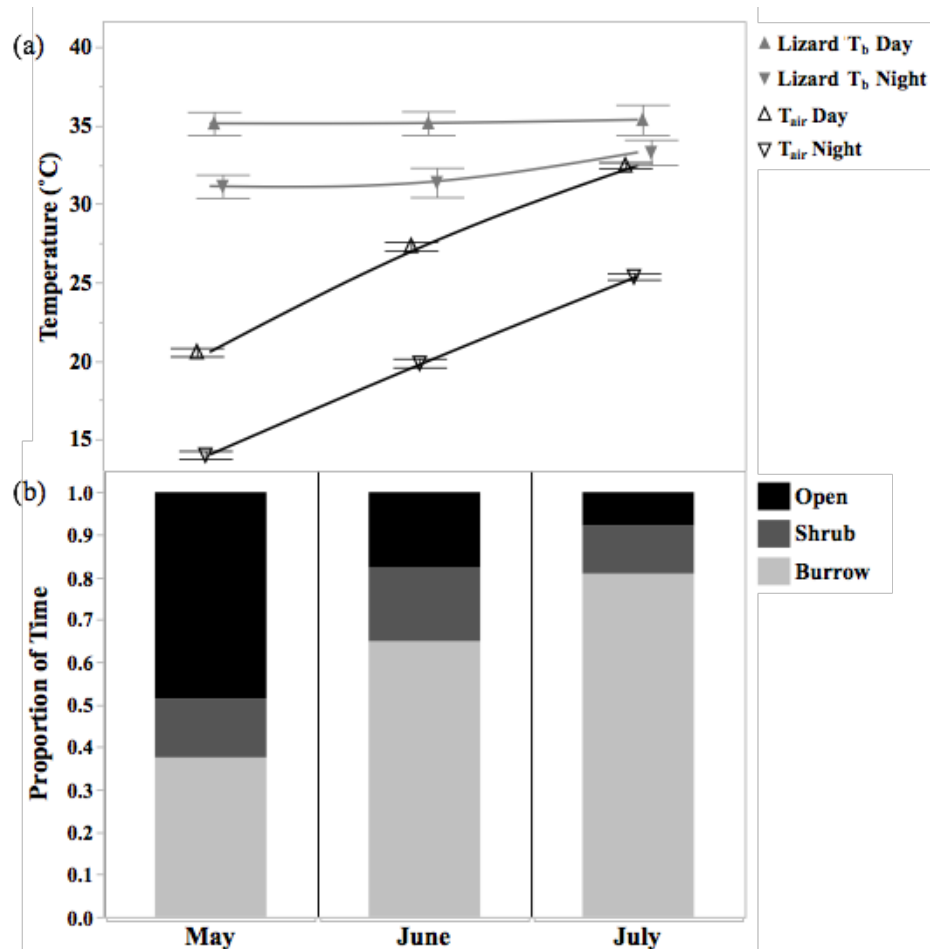 (a)
40
35
30
25
20
15
Temperature (˚C)
Lizard T_b Day
Lizard T_b Night
T_air Day
T_air Night
(b)
1.0
0.9
0.8
0.7
0.6
0.5
0.4
0.3
0.2
0.1
0.0
Proportion of Time
Open
Shrub
Burrow
May June July